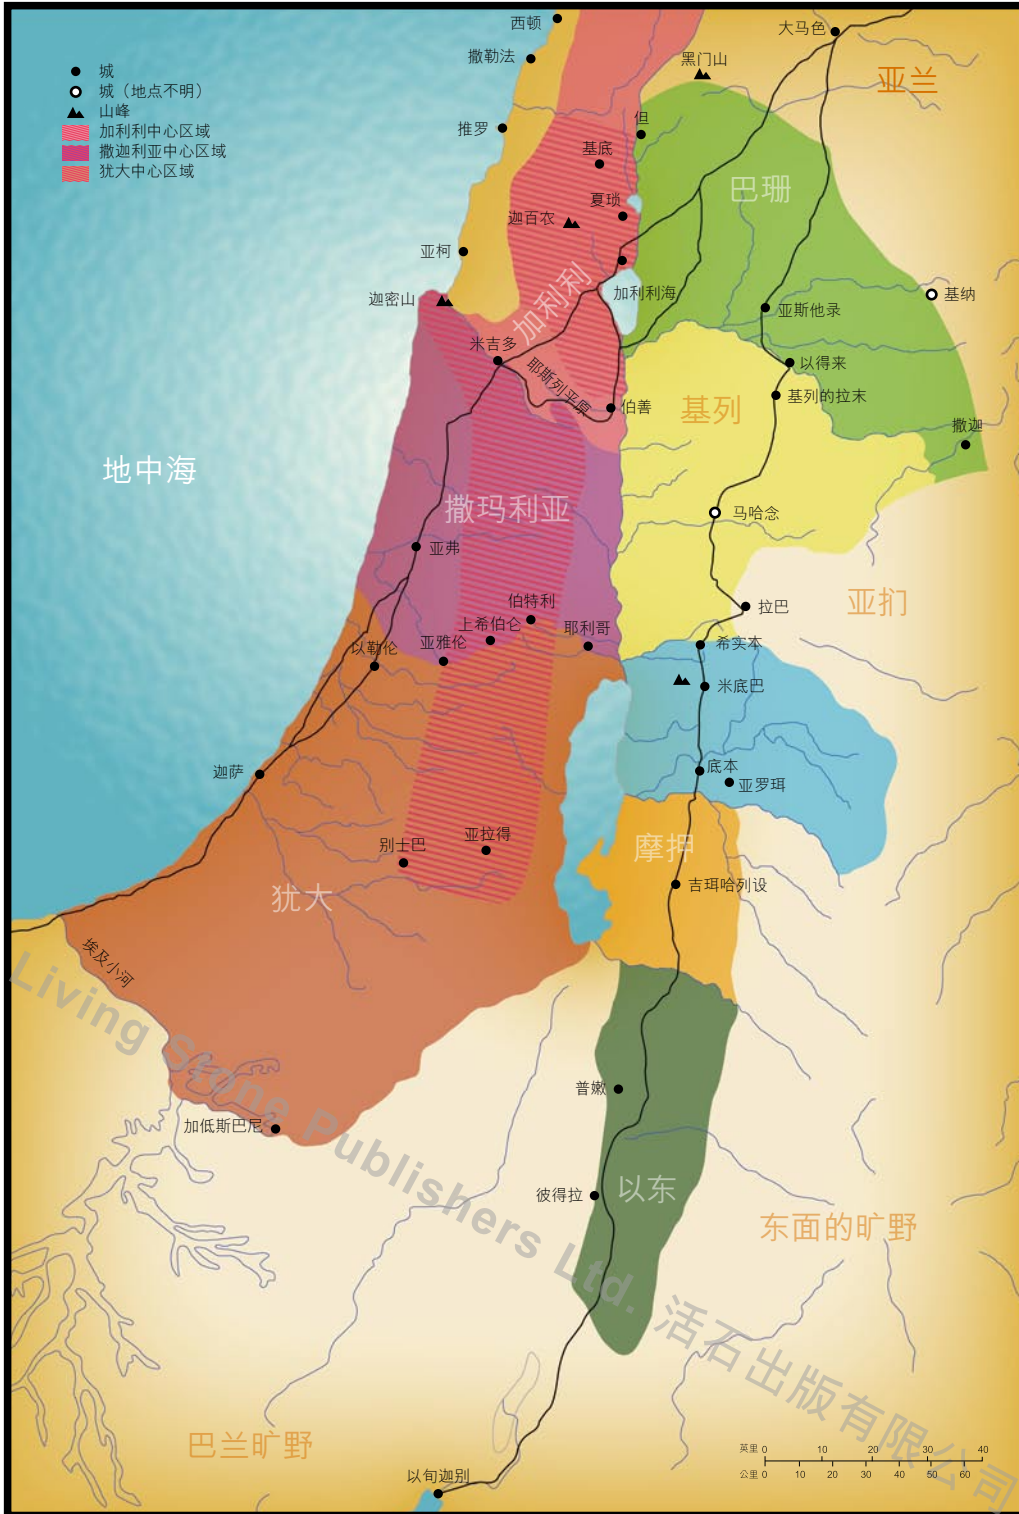 西顿
大马色
撒勒法
黑门山
亚兰
城
城（地点不明）
山峰
加利利中心区域
撒迦利亚中心区域
犹大中心区域
推罗
但
基底
巴珊
夏琐
迦百农
亚柯
加利利
加利利海
基纳
迦密山
亚斯他录
米吉多
耶斯列平原
以得来
基列的拉末
伯善
基列
撒迦
地中海
撒玛利亚
马哈念
亚弗
亚扪
伯特利
拉巴
上希伯仑
耶利哥
亚雅伦
以勒伦
希实本
米底巴
迦萨
底本
亚罗珥
亚拉得
别士巴
摩押
吉珥哈列设
犹大
埃及小河
普嫩
加低斯巴尼
彼得拉
以东
东面的旷野
巴兰旷野
以旬迦别
英里 0 10 20 30 40
公里 0 10 20 30 40 50 60
Living Stone Publishers Ltd. 活石出版有限公司